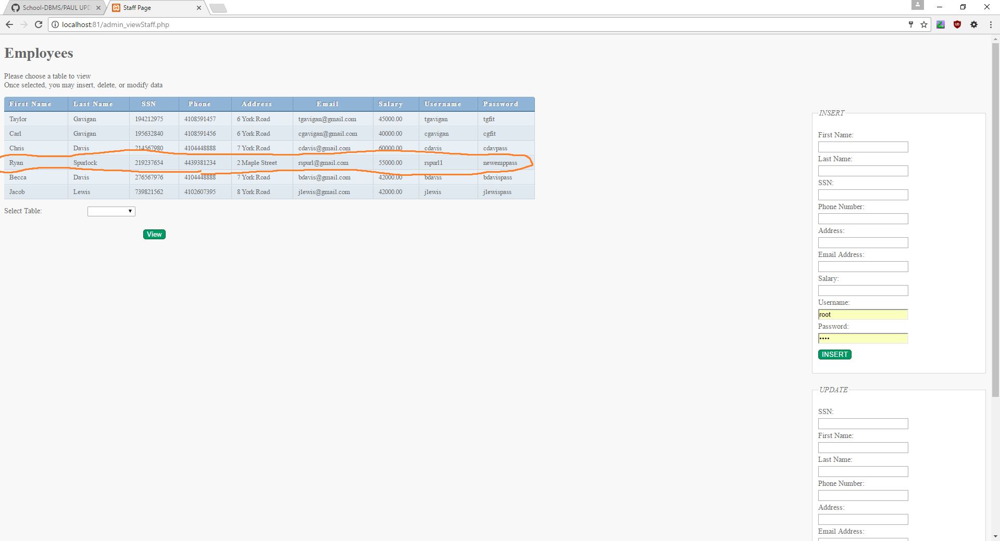 School-DBMS/PAUL UPD
Staff Page
localhost:81/admin_viewStaff.php
Employees
Please choose a table to view
Once selected, you may insert, delete, or modify data
First Name Last Name SSN Phone Address Email Salary Username Password
Taylor Gavigan 194212975 4108591457 6 York Road tgavigan@gmail.com 45000.00 tgavigan tgfit
Carl Gavigan 195632840 4108591456 6 York Road cgavigan@gmail.com 40000.00 cgavigan cgfit
Chris Davis 214567980 4104448888 7 York Road cdavis@gmail.com 60000.00 cdavis cdavpass
Ryan Spurlock 219237654 4439381234 2 Maple Street rspurl@gmail.com 55000.00 rspurl1 newemppass
Becca Davis 276567976 4104448888 7 York Road bdavis@gmail.com 42000.00 bdavis bdavispass
Jacob Lewis 739821562 4102607395 8 York Road jlewis@gmail.com 42000.00 jlewis jlewispass
Select Table:
View
INSERT
First Name:
Last Name:
SSN:
Phone Number:
Address:
Email Address:
Salary:
Username:
root
Password:
••••
INSERT
UPDATE
SSN:
First Name:
Last Name:
Phone Number:
Address:
Email Address: